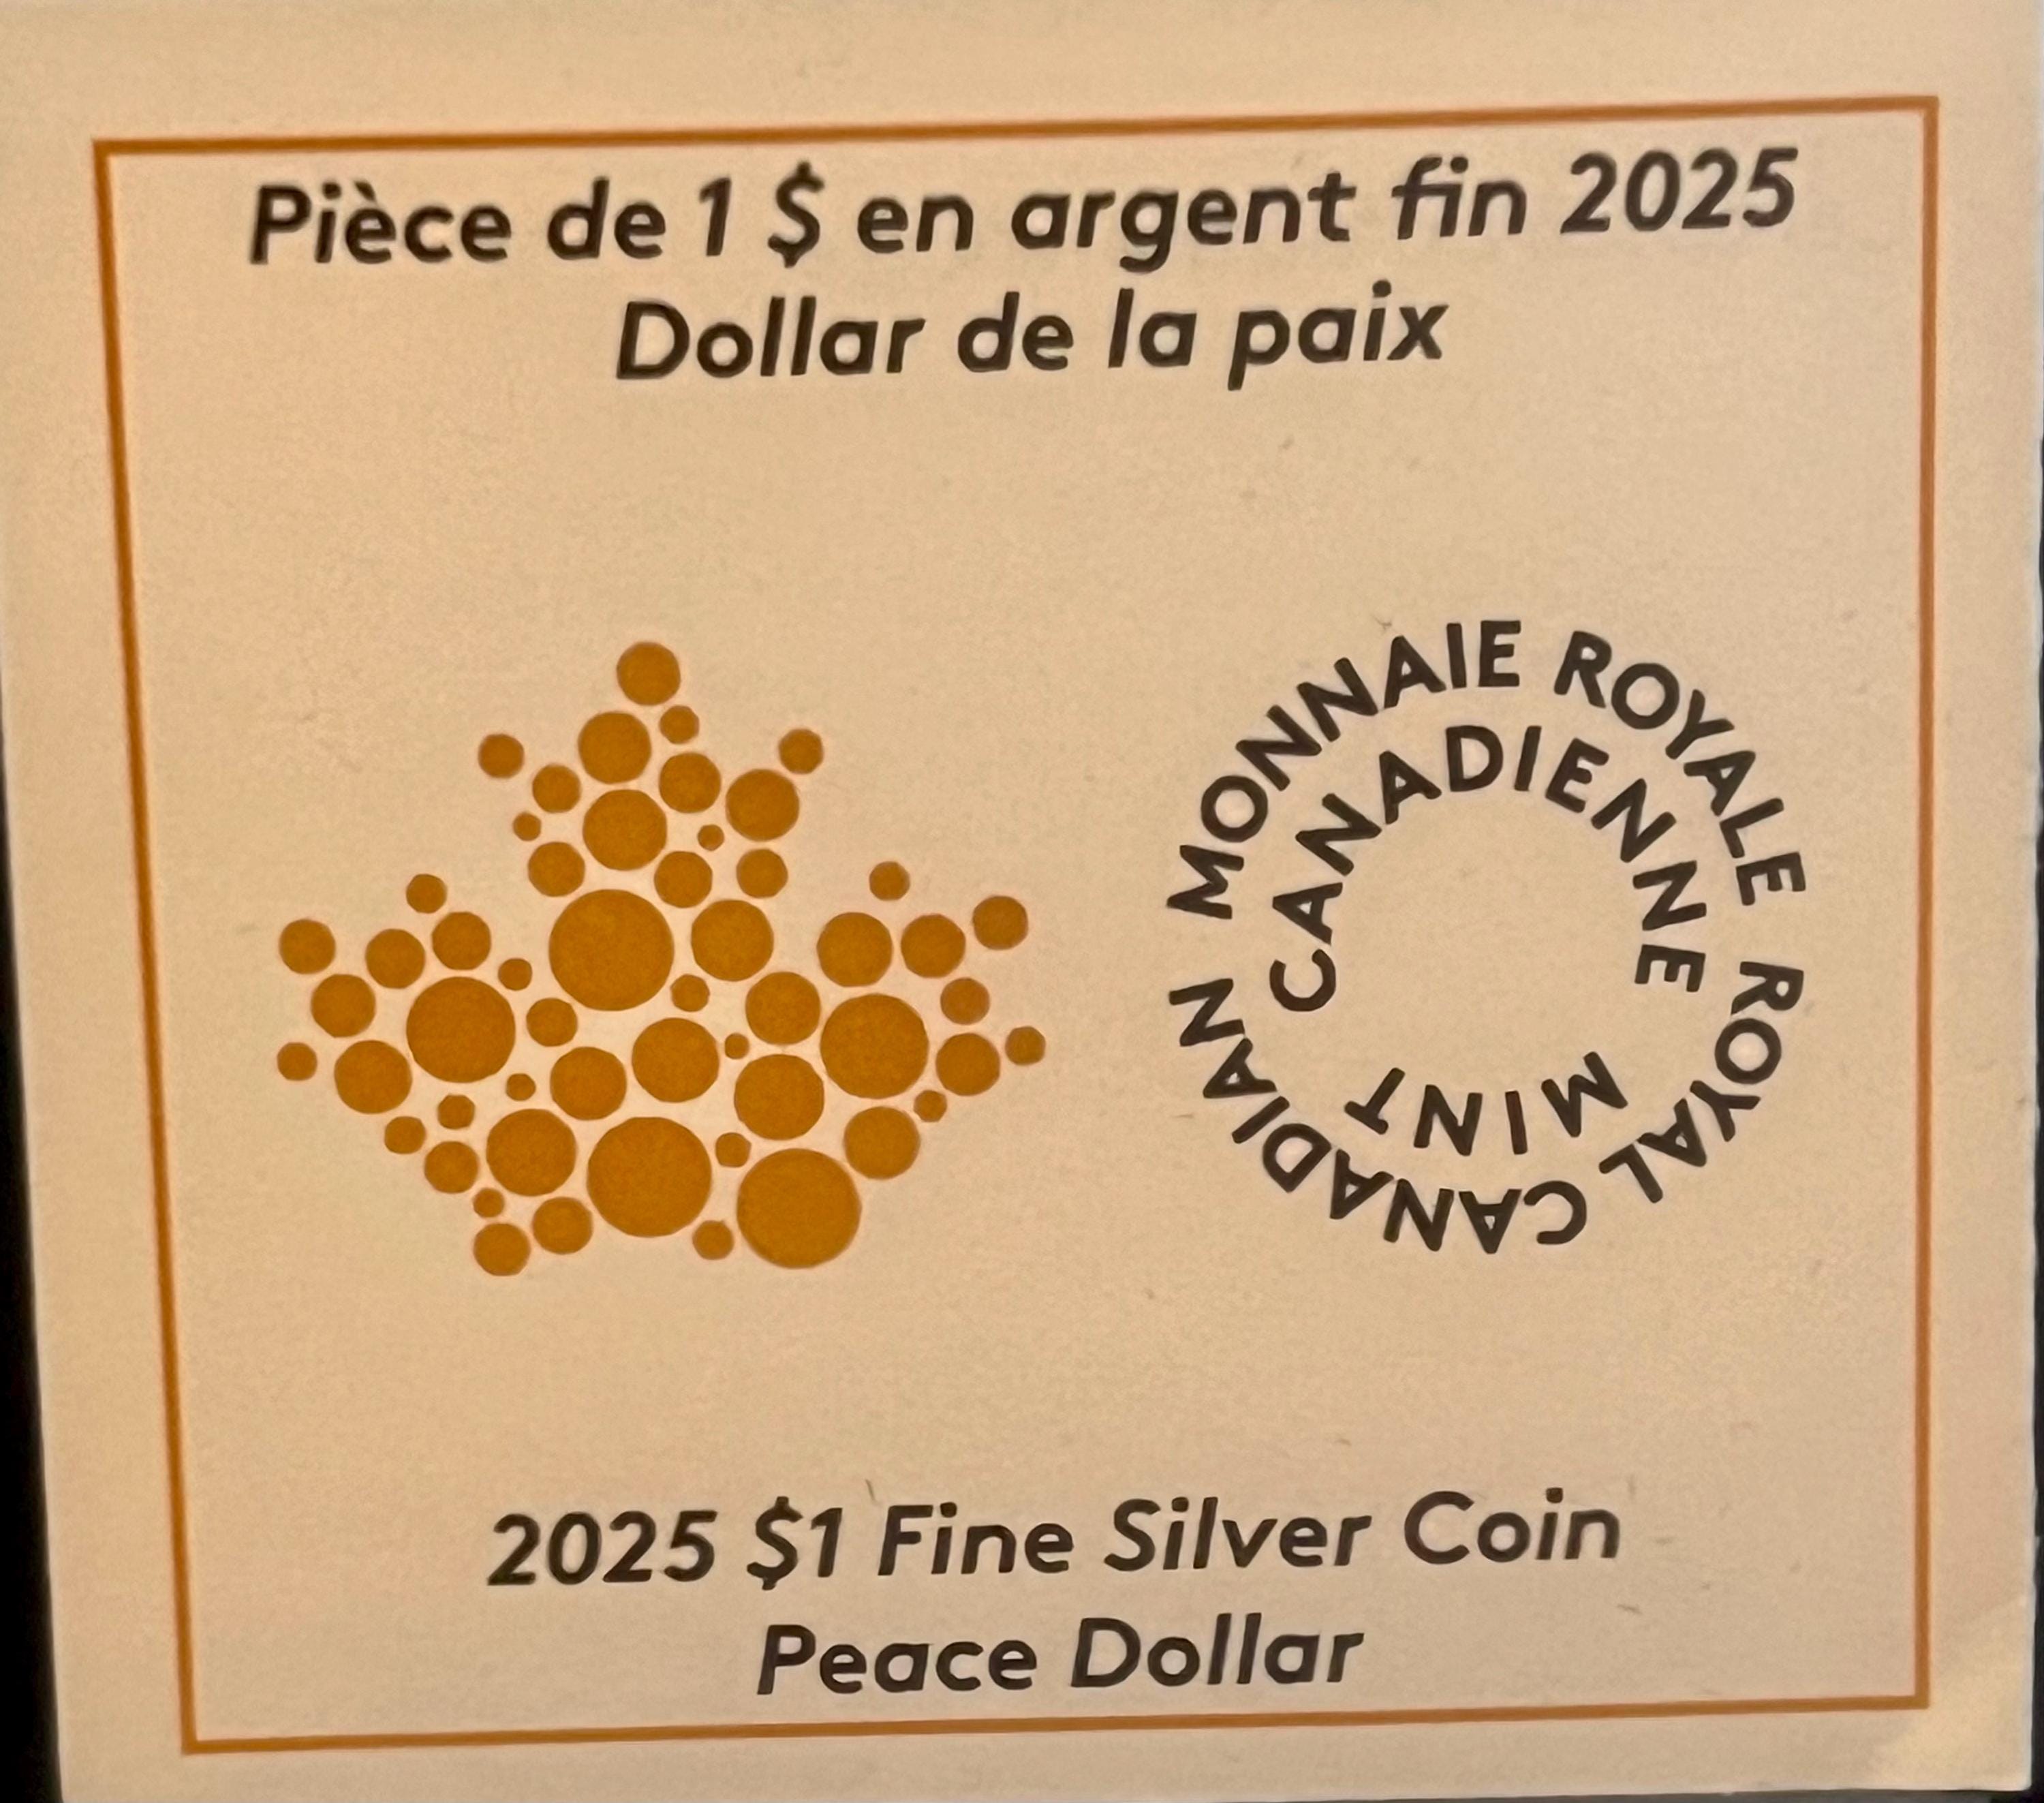 Pièce de 1 $ en argent fin 2025
Dollar de la paix
MONNAIE ROYALE
CANADIENNE
ROYAL CANADIAN
MINT
2025 $1 Fine Silver Coin
Peace Dollar